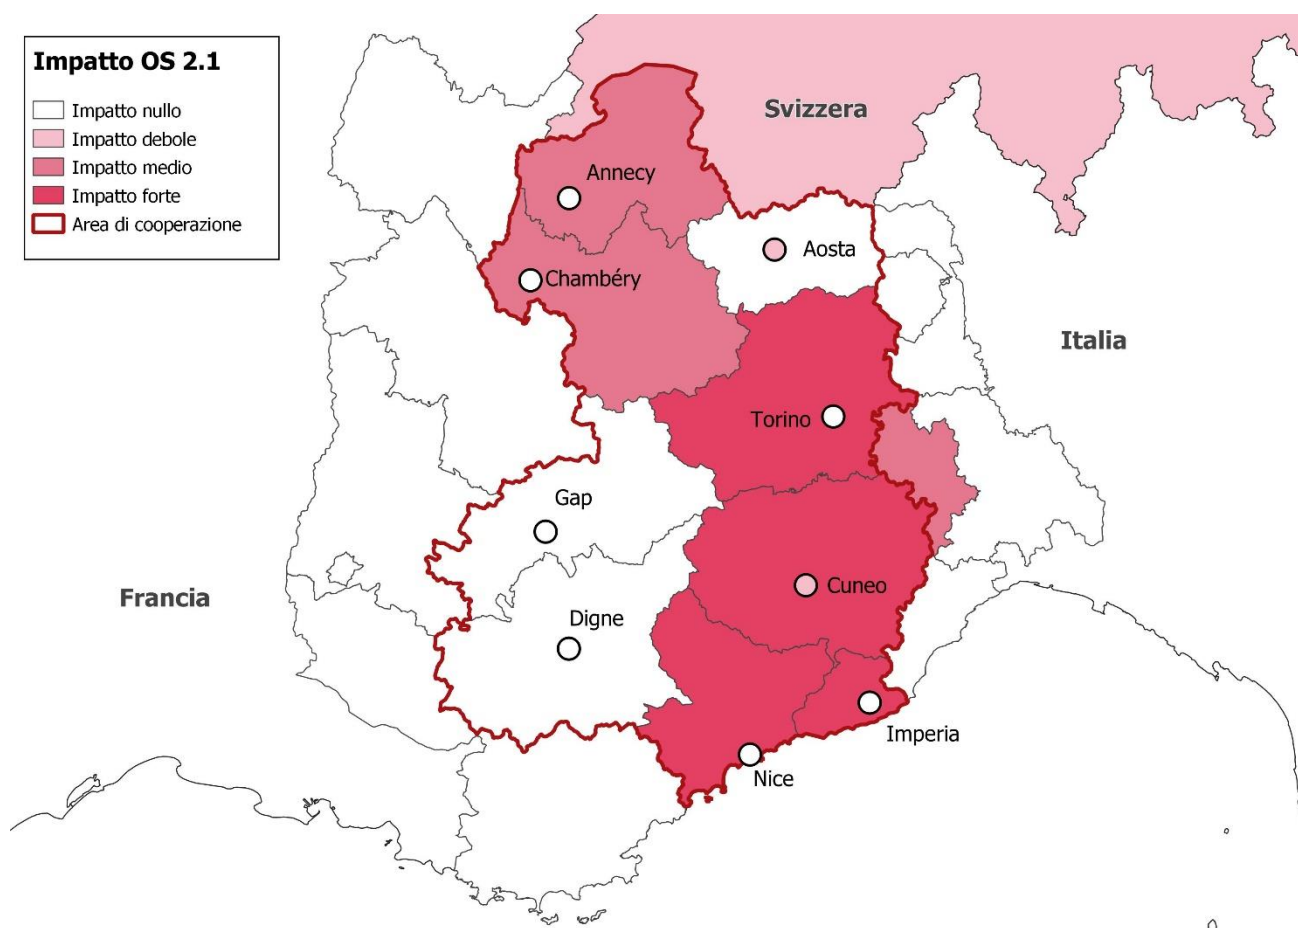 Impatto OS 2.1
Impatto nullo
Impatto debole
Impatto medio
Impatto forte
Area di cooperazione
Svizzera
Annecy
Aosta
Chambéry
Italia
Torino
Gap
Cuneo
Francia
Digne
Imperia
Nice